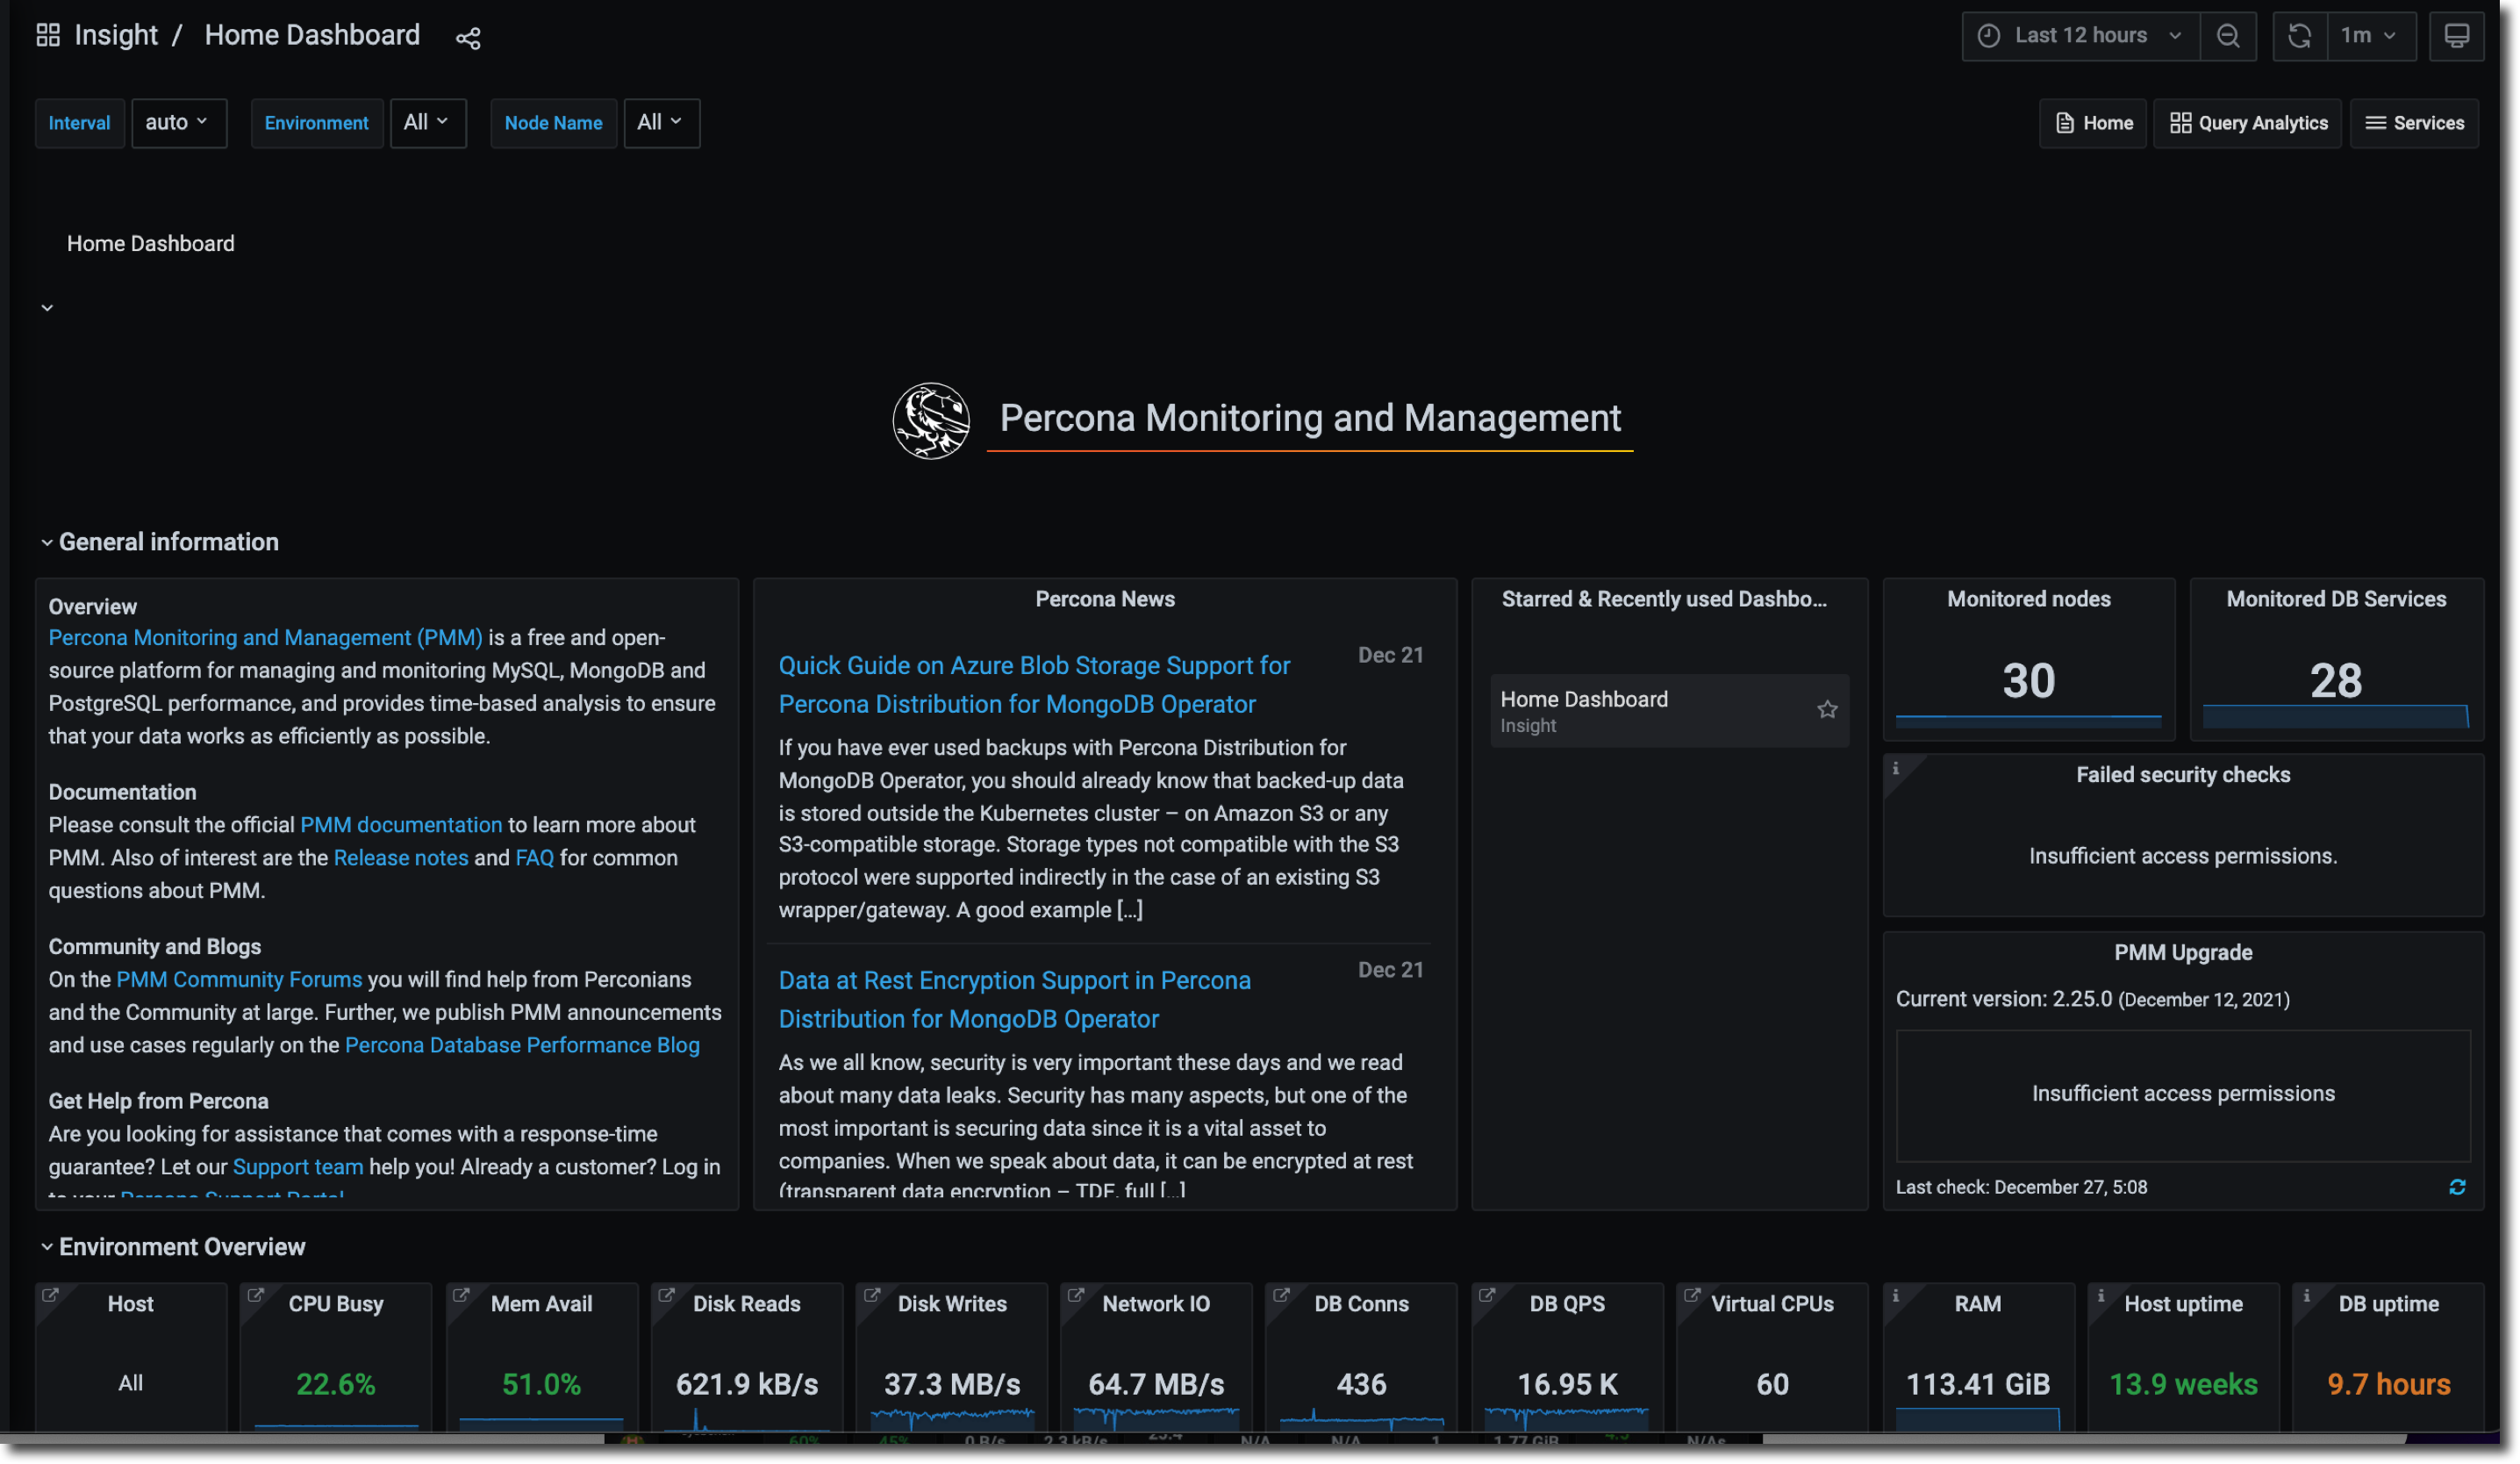 Insight / Home Dashboard
Last 12 hours
1m
Interval auto Environment All Node Name All
Home Query Analytics Services
Home Dashboard
Percona Monitoring and Management
General information
Overview
Percona Monitoring and Management (PMM) is a free and open-
source platform for managing and monitoring MySQL, MongoDB and
PostgreSQL performance, and provides time-based analysis to ensure
that your data works as efficiently as possible.
Documentation
Please consult the official PMM documentation to learn more about
PMM. Also of interest are the Release notes and FAQ for common
questions about PMM.
Community and Blogs
On the PMM Community Forums you will find help from Perconians
and the Community at large. Further, we publish PMM announcements
and use cases regularly on the Percona Database Performance Blog
Get Help from Percona
Are you looking for assistance that comes with a response-time
guarantee? Let our Support team help you! Already a customer? Log in
to your Percona Support Portal
Percona News
Dec 21
Quick Guide on Azure Blob Storage Support for
Percona Distribution for MongoDB Operator
If you have ever used backups with Percona Distribution for
MongoDB Operator, you should already know that backed-up data
is stored outside the Kubernetes cluster – on Amazon S3 or any
S3-compatible storage. Storage types not compatible with the S3
protocol were supported indirectly in the case of an existing S3
wrapper/gateway. A good example [...]
Dec 21
Data at Rest Encryption Support in Percona
Distribution for MongoDB Operator
As we all know, security is very important these days and we read
about many data leaks. Security has many aspects, but one of the
most important is securing data since it is a vital asset to
companies. When we speak about data, it can be encrypted at rest
(transparent data encryption – TDE, full [...]
Starred & Recently used Dashbo...
Home Dashboard
Insight
Monitored nodes
30
Monitored DB Services
28
Failed security checks
Insufficient access permissions.
PMM Upgrade
Current version: 2.25.0 (December 12, 2021)
Insufficient access permissions
Last check: December 27, 5:08
Environment Overview
Host
All
CPU Busy
22.6%
Mem Avail
51.0%
Disk Reads
621.9 kB/s
Disk Writes
37.3 MB/s
Network IO
64.7 MB/s
DB Conns
436
DB QPS
16.95 K
Virtual CPUs
60
RAM
113.41 GiB
Host uptime
13.9 weeks
DB uptime
9.7 hours
60% 45% 0 B/s 2.3 kB/s 23.4 N/A N/A 1 1.77 GiB N/As